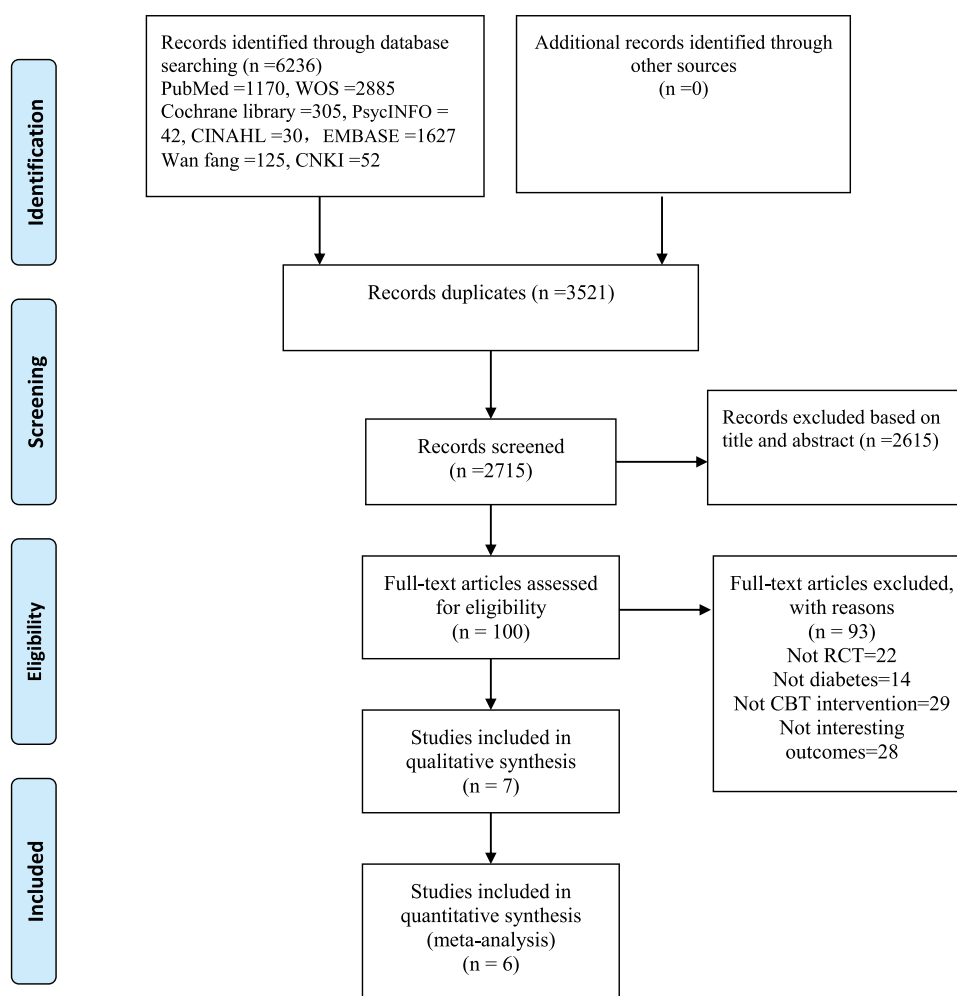 Identification
Records identified through database
searching (n =6236)
PubMed =1170, WOS =2885
Cochrane library =305, PsycINFO =
42, CINAHL =30， EMBASE =1627
Wan fang =125, CNKI =52
Additional records identified through
other sources
(n =0)
Records duplicates (n =3521)
Screening
Records screened
(n =2715)
Records excluded based on
title and abstract (n =2615)
Eligibility
Full-text articles assessed
for eligibility
(n = 100)
Full-text articles excluded,
with reasons
(n = 93)
Not RCT=22
Not diabetes=14
Not CBT intervention=29
Not interesting
outcomes=28
Studies included in
qualitative synthesis
(n = 7)
Included
Studies included in
quantitative synthesis
(meta-analysis)
(n = 6)